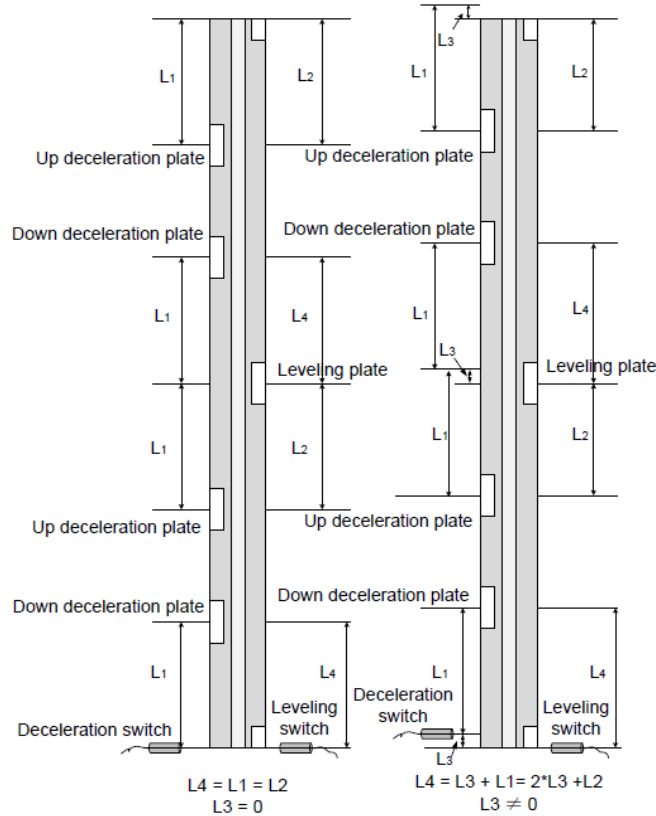 L1
L2
Up deceleration plate
Down deceleration plate
L1
L4
Leveling plate
L1
L2
Up deceleration plate
Down deceleration plate
L1
L4
Deceleration switch
Leveling
switch
L4 = L1 = L2
L3 = 0
L3
L1
L2
Up deceleration plate
Down deceleration plate
L1
L4
L3
Leveling plate
L1
L2
Up deceleration plate
Down deceleration plate
L1
L4
Deceleration
switch
Leveling
switch
L3
L4 = L3 + L1= 2*L3 +L2
L3 ≠ 0